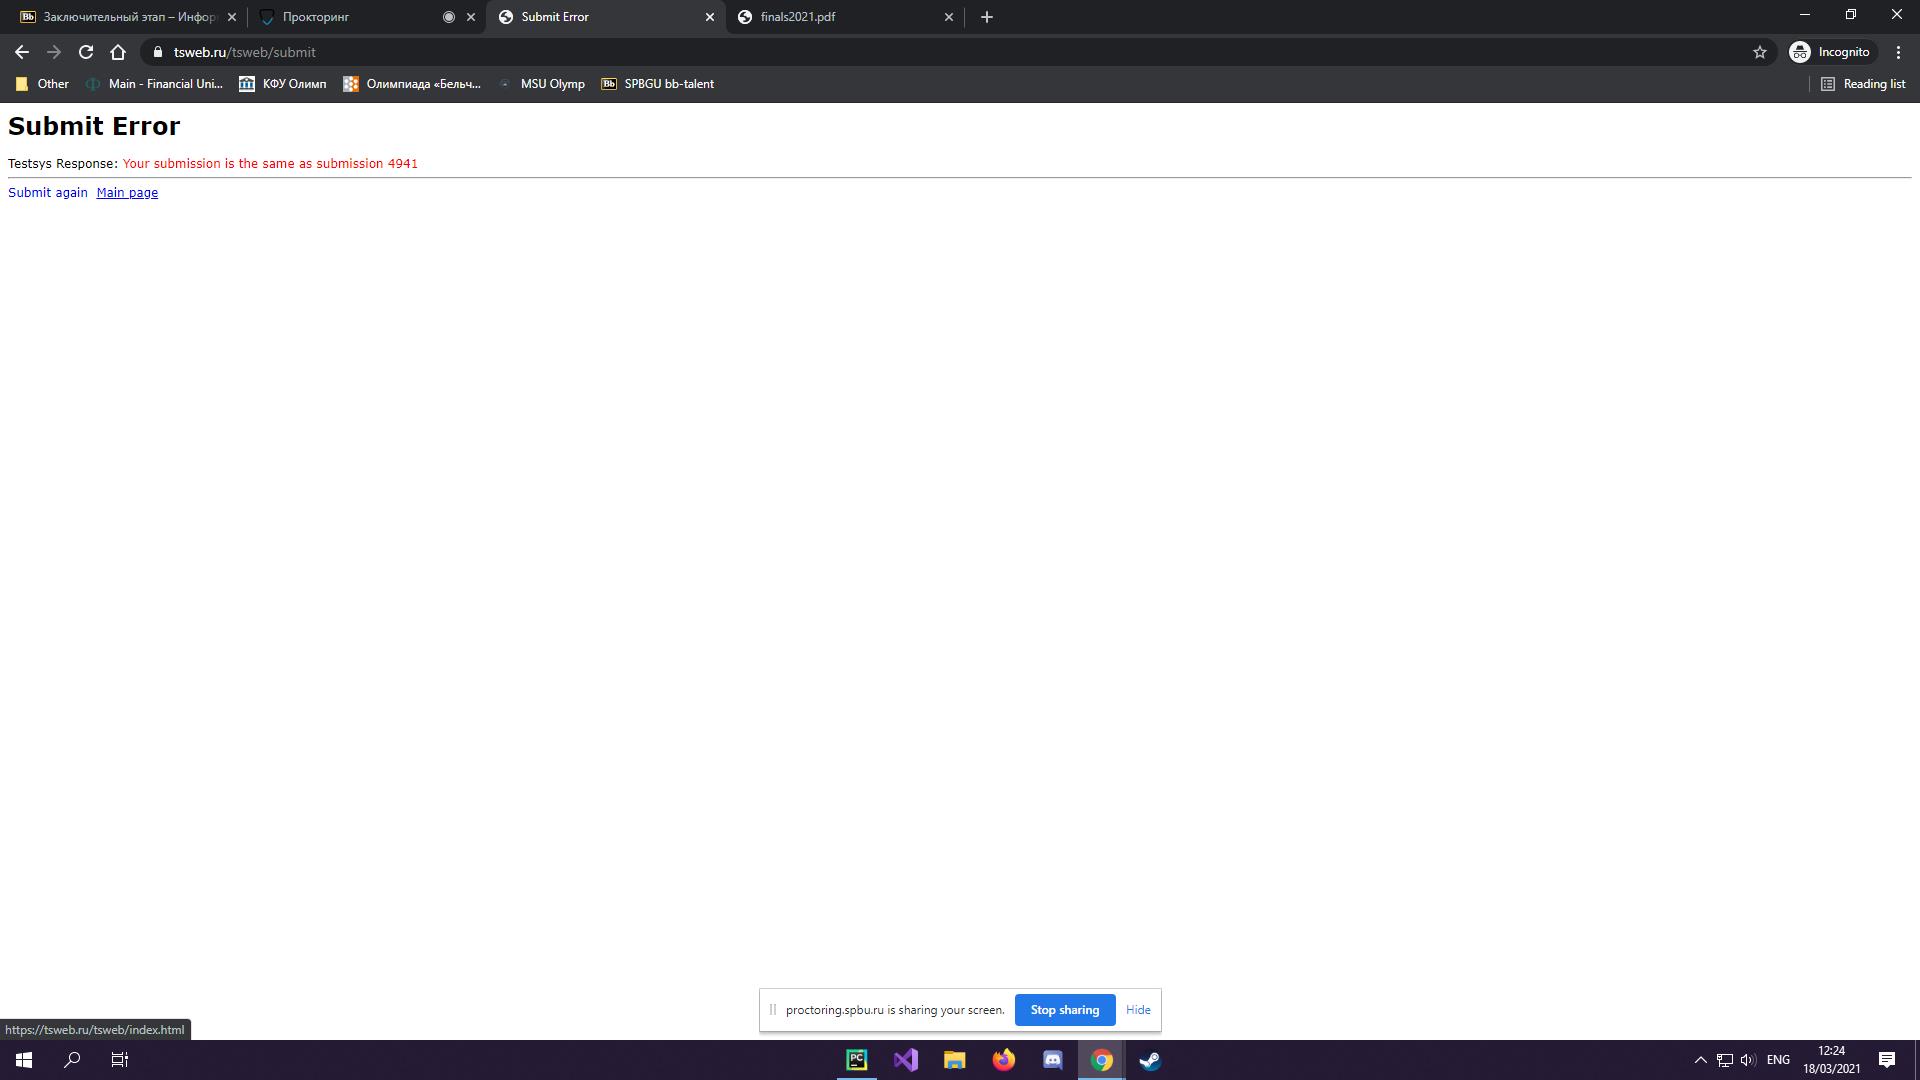 Заключительный этап – Инфор
Прокторинг
Submit Error
finals2021.pdf
tsweb.ru/tsweb/submit
Incognito
Other
Main - Financial Uni...
КФУ Олимп
Олимпиада «Бельч...
MSU Olymp
SPBGU bb-talent
Reading list
Submit Error
Testsys Response: Your submission is the same as submission 4941
Submit again Main page
proctoring.spbu.ru is sharing your screen. Stop sharing Hide
https://tsweb.ru/tsweb/index.html
ENG
12:24
18/03/2021